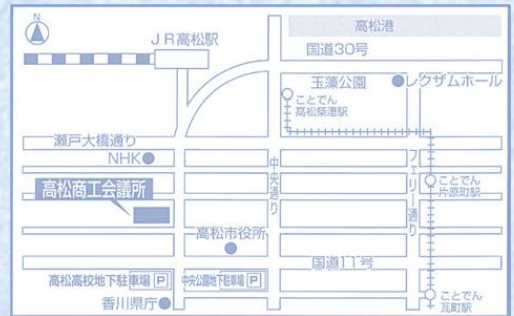 N
高松港
JR高松駅
国道30号
玉藻公園
レクザムホール
ことでん
高松築港駅
瀬戸大橋通り
NHK
中央通り
フェリー通り
高松商工会議所
ことでん
片原町駅
高松市役所
国道11号
高松高校地下駐車場 P
中央公園地下駐車場 P
香川県庁
ことでん
瓦町駅